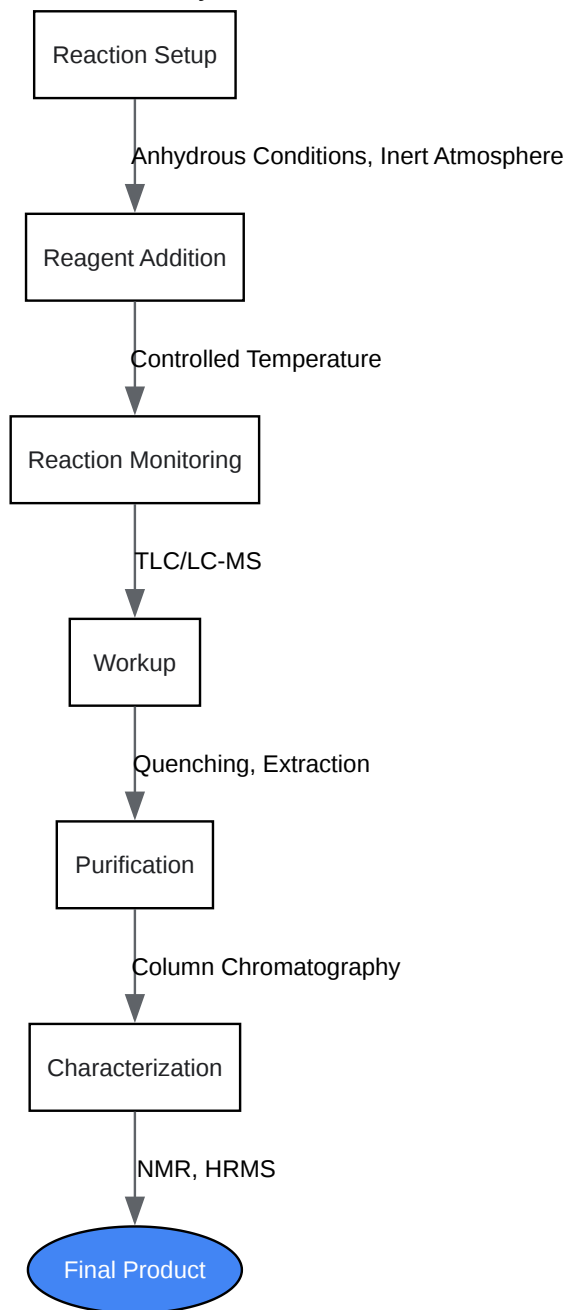 Reaction Setup
Anhydrous Conditions, Inert Atmosphere
Reagent Addition
Controlled Temperature
Reaction Monitoring
TLC/LC-MS
Workup
Quenching, Extraction
Purification
Column Chromatography
Characterization
NMR, HRMS
Final Product